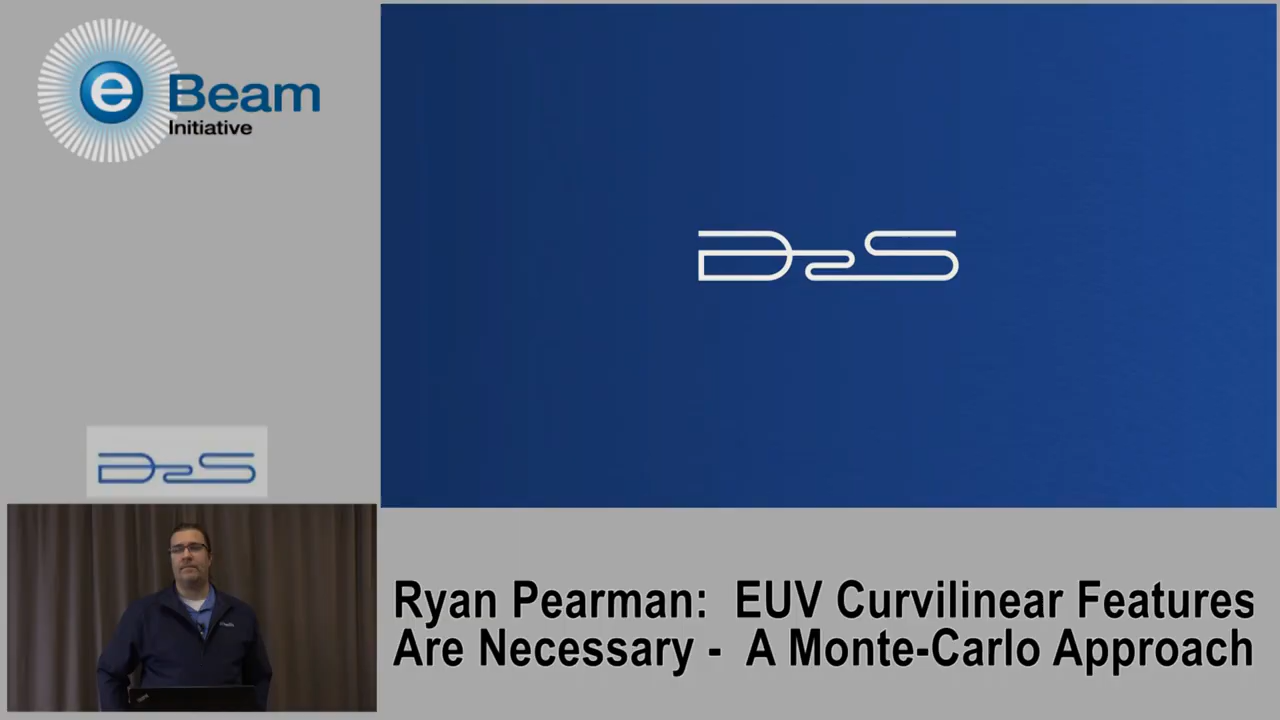 e Beam
Initiative
D2S
D2S
Ryan Pearman: EUV Curvilinear Features
Are Necessary - A Monte-Carlo Approach